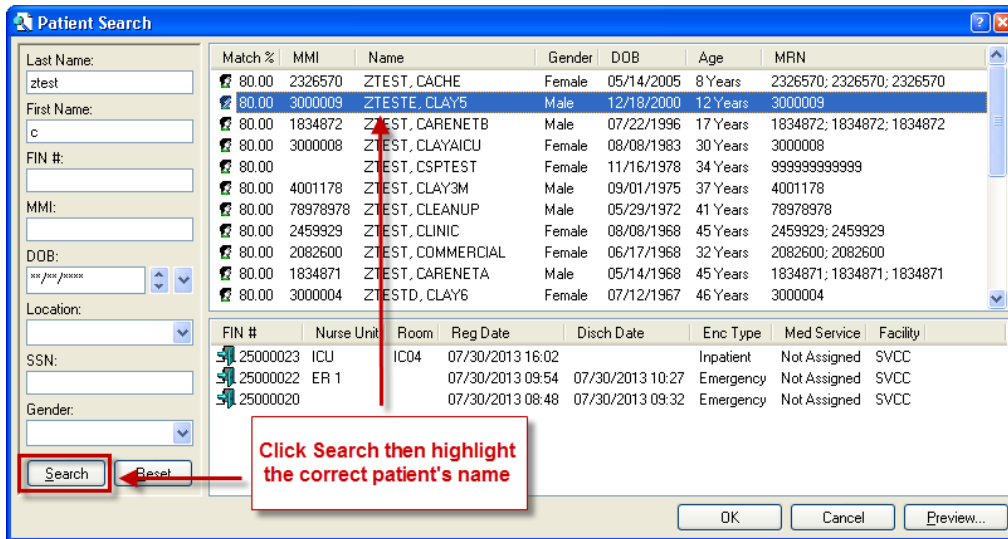 Patient Search
Last Name:
ztest
First Name:
c
FIN #:
MMI:
DOB:
**/**/****
Location:
SSN:
Gender:
Search Reset
Match % MMI Name Gender DOB Age MRN
80.00 2326570 ZTEST, CACHE Female 05/14/2005 8 Years 2326570; 2326570; 2326570
80.00 3000009 ZTESTE, CLAY5 Male 12/18/2000 12 Years 3000009
80.00 1834872 ZTEST, CARENETB Male 07/22/1996 17 Years 1834872; 1834872; 1834872
80.00 3000008 ZTEST, CLAYAICU Female 08/08/1983 30 Years 3000008
80.00 ZTEST, CSPTEST Female 11/16/1978 34 Years 999999999999
80.00 4001178 ZTEST, CLAY3M Male 09/01/1975 37 Years 4001178
80.00 78978978 ZTEST, CLEANUP Male 05/29/1972 41 Years 78978978
80.00 2459929 ZTEST, CLINIC Female 08/08/1968 45 Years 2459929; 2459929
80.00 2082600 ZTEST, COMMERCIAL Female 06/17/1968 32 Years 2082600; 2082600
80.00 1834871 ZTEST, CARENETA Male 05/14/1968 45 Years 1834871; 1834871; 1834871
80.00 3000004 ZTESTD, CLAY6 Female 07/12/1967 46 Years 3000004
FIN # Nurse Unit Room Reg Date Disch Date Enc Type Med Service Facility
25000023 ICU IC04 07/30/2013 16:02 Inpatient Not Assigned SVCC
25000022 ER 1 07/30/2013 09:54 07/30/2013 10:27 Emergency Not Assigned SVCC
25000020 07/30/2013 08:48 07/30/2013 09:32 Emergency Not Assigned SVCC
Click Search then highlight
the correct patient's name
OK Cancel Preview...